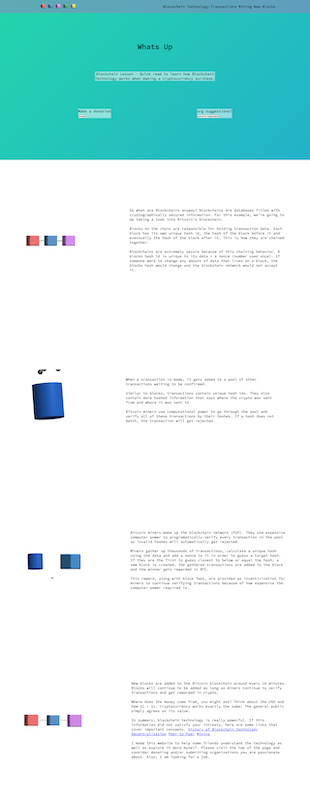 Blockchain Technology Transactions Mining New Blocks
Whats Up
Blockchain Lesson - Quick read to learn how Blockchain
technology works when making a cryptocurrency purchase.
Make a donation
org suggestions?
So what are Blockchains anyway? Blockchains are databases filled with
cryptographically secured information. For this example, we're going to
be taking a look into Bitcoin's blockchain.
Blocks on the chain are responsible for holding transaction data. Each
block has its own unique hash id, the hash of the block before it and
eventually the hash of the block after it. This is how they are chained
together.
Blockchains are extremely secure because of this chaining behavior. A
blocks hash id is unique to its data + a nonce (number used once). If
someone were to change any amount of data that lives on a block, the
blocks hash would change and the blockchain network would not accept
it.
When a transaction is made, it gets added to a pool of other
transactions waiting to be confirmed.
Similar to blocks, transactions contain unique hash ids. They also
contain more hashed information that says where the crypto was sent
from and where it was sent to.
Bitcoin miners use computational power to go through the pool and
verify all of these transactions by their hashes. If a hash does not
match, the transaction will get rejected.
Bitcoin miners make up the blockchain network (P2P). They use expensive
computer power to programatically verify every transaction in the pool
so invalid hashes will automatically get rejected.
Miners gather up thousands of transactions, calculate a unique hash
using the data and add a nonce to it in order to guess a target hash.
If they are the first to guess closest to below or equal the hash, a
new block is created, the gathered transactions are added to the block
and the winner gets rewarded in BTC.
This reward, along with block fees, are provided as incentivization for
miners to continue verifying transactions because of how expensive the
computer power required is.
New blocks are added to the Bitcoin blockchain around every 10 minutes.
Blocks will continue to be added as long as miners continue to verify
transactions and get rewarded in crypto.
Where does the money come from, you might ask? Think about the USD and
how $1 = $1. Cryptocurrency works exactly the same; the general public
simply agrees on its value.
In summary, blockchain technology is really powerful. If this
information did not satisfy your intrests, here are some links that
cover important concepts: History of Blockchain Technology
Decentralization Peer-to-Peer Mining
I made this website to help some friends understand the technology as
well as explain it more myself. Please visit the top of the page and
consider donating and/or submitting organizations you are passionate
about. Also, I am looking for a job.